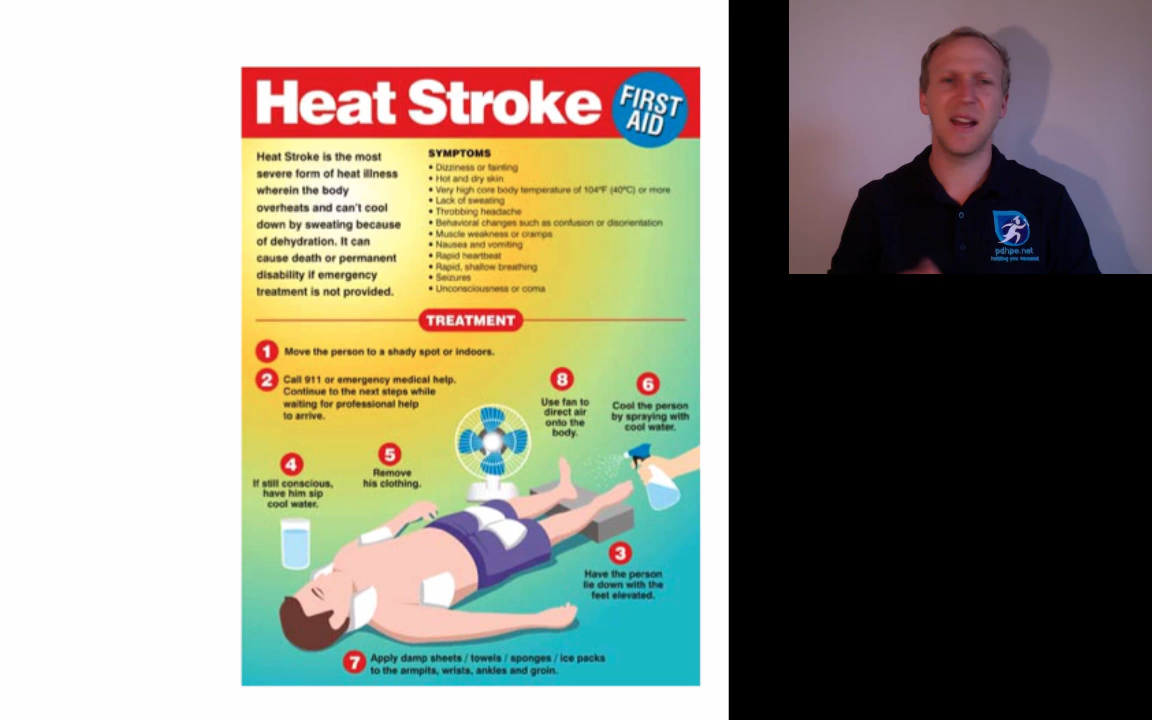 Heat Stroke
FIRST
AID
Heat Stroke is the most
severe form of heat illness
wherein the body
overheats and can't cool
down by sweating because
of dehydration. It can
cause death or permanent
disability if emergency
treatment is not provided.
SYMPTOMS
• Dizziness or fainting
• Hot and dry skin
• Very high core body temperature of 104ºF (40ºC) or more
• Lack of sweating
• Throbbing headache
• Behavioral changes such as confusion or disorientation
• Muscle weakness or cramps
• Nausea and vomiting
• Rapid heartbeat
• Rapid, shallow breathing
• Seizures
• Unconsciousness or coma
TREATMENT
1 Move the person to a shady spot or indoors.
2 Call 911 or emergency medical help.
Continue to the next steps while
waiting for professional help
to arrive.
8
Use fan to
direct air
onto the
body.
6
Cool the person
by spraying with
cool water.
4
If still conscious,
have him sip
cool water.
5
Remove
his clothing.
3
Have the person
lie down with the
feet elevated.
7 Apply damp sheets / towels / sponges / ice packs
to the armpits, wrists, ankles and groin.
pdhpe.net
helping you succeed